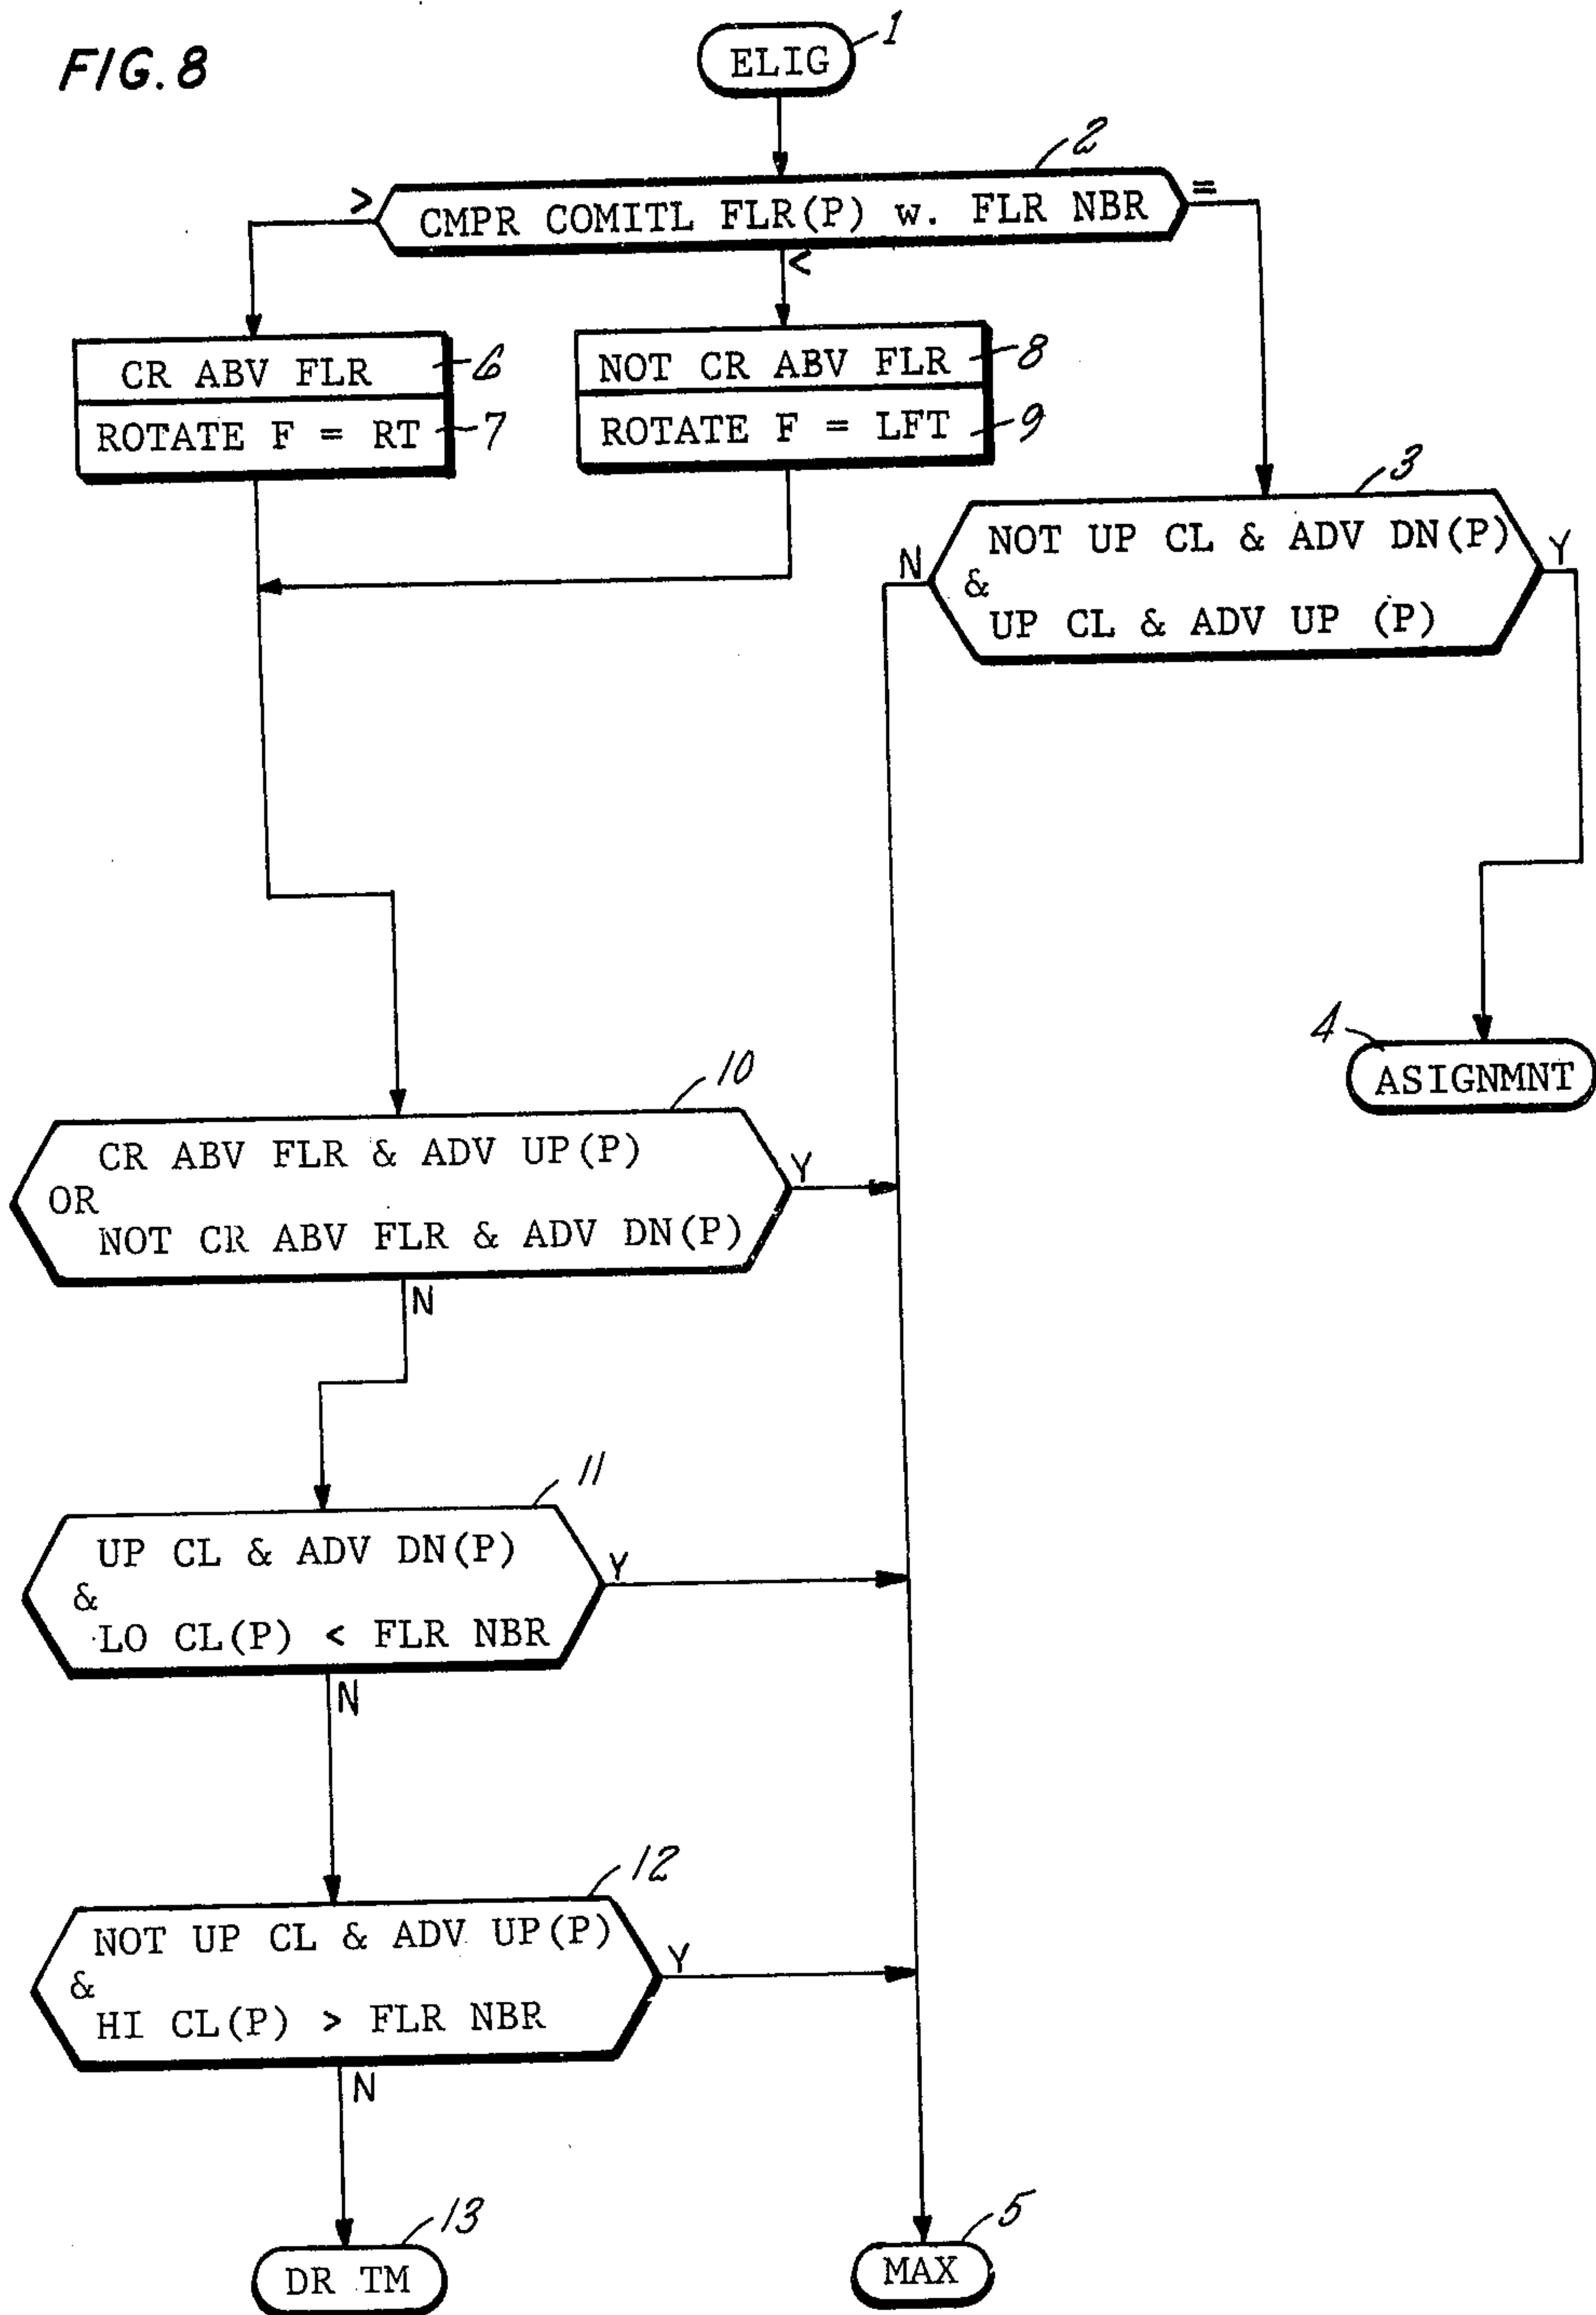 FIG. 8
ELIG
1
2
> CMPR COMITL FLR(P) w. FLR NBR =
<
CR ABV FLR 6
ROTATE F = RT 7
NOT CR ABV FLR 8
ROTATE F = LFT 9
3
NOT UP CL & ADV DN(P)
N & Y
UP CL & ADV UP (P)
4
ASIGNMNT
10
CR ABV FLR & ADV UP(P)
OR Y
NOT CR ABV FLR & ADV DN(P)
N
11
UP CL & ADV DN(P)
& Y
LO CL(P) < FLR NBR
N
12
NOT UP CL & ADV UP(P)
& Y
HI CL(P) > FLR NBR
N
13
DR TM
5
MAX